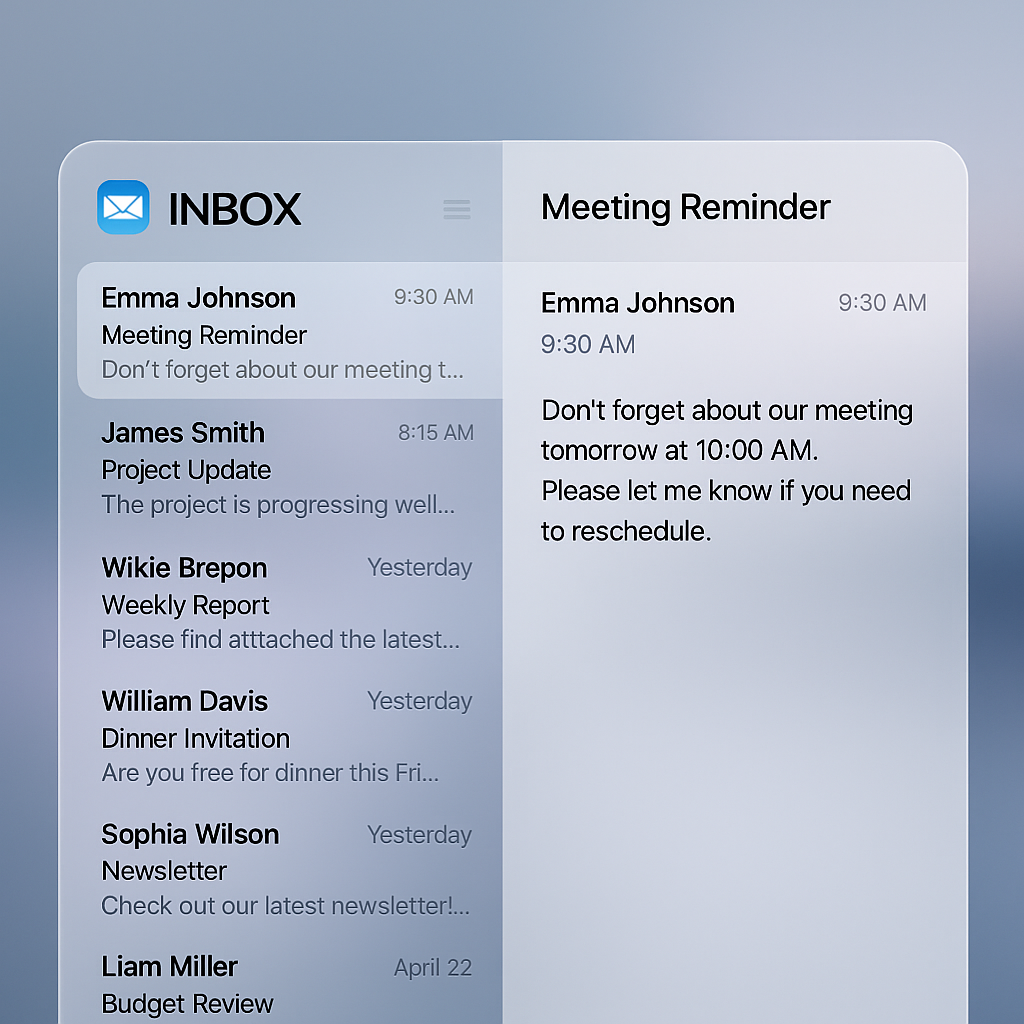 INBOX
Emma Johnson 9:30 AM
Meeting Reminder
Don’t forget about our meeting t...
James Smith 8:15 AM
Project Update
The project is progressing well...
Wikie Brepon Yesterday
Weekly Report
Please find atttached the latest...
William Davis Yesterday
Dinner Invitation
Are you free for dinner this Fri...
Sophia Wilson Yesterday
Newsletter
Check out our latest newsletter!...
Liam Miller April 22
Budget Review
Meeting Reminder
Emma Johnson 9:30 AM
9:30 AM
Don't forget about our meeting
tomorrow at 10:00 AM.
Please let me know if you need
to reschedule.